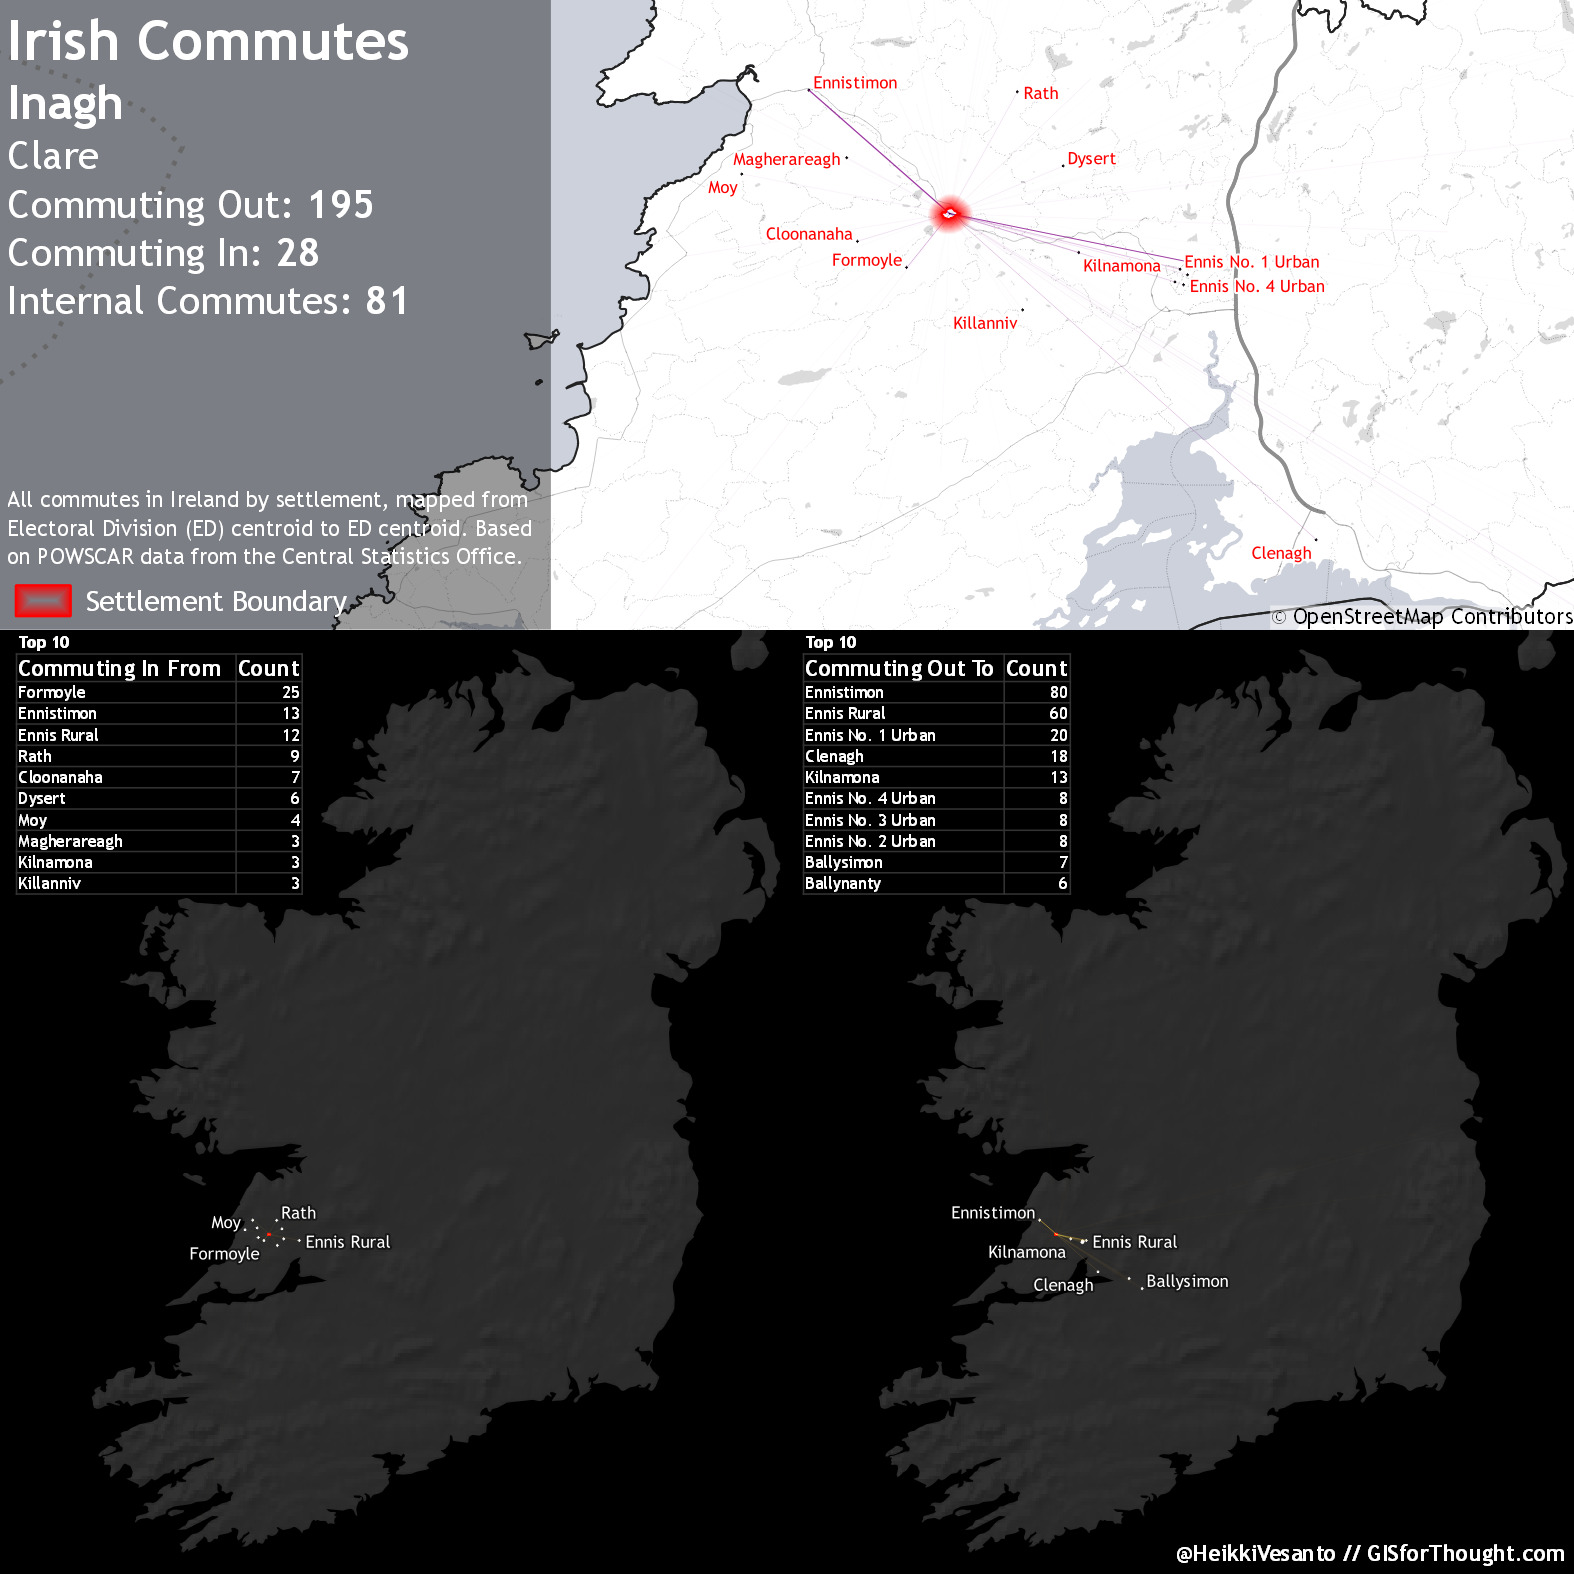 Irish Commutes
Inagh
Clare
Commuting Out: 195
Commuting In: 28
Internal Commutes: 81
All commutes in Ireland by settlement, mapped from
Electoral Division (ED) centroid to ED centroid. Based
on POWSCAR data from the Central Statistics Office.
Settlement Boundary
Ennistimon
Rath
Magherareagh
Dysert
Moy
Cloonanaha
Formoyle
Kilnamona
Ennis No. 1 Urban
Ennis No. 4 Urban
Killanniv
Clenagh
© OpenStreetMap Contributors
Top 10
Commuting In From Count
Formoyle 25
Ennistimon 13
Ennis Rural 12
Rath 9
Cloonanaha 7
Dysert 6
Moy 4
Magherareagh 3
Kilnamona 3
Killanniv 3
Moy
Rath
Formoyle
Ennis Rural
Top 10
Commuting Out To Count
Ennistimon 80
Ennis Rural 60
Ennis No. 1 Urban 20
Clenagh 18
Kilnamona 13
Ennis No. 4 Urban 8
Ennis No. 3 Urban 8
Ennis No. 2 Urban 8
Ballysimon 7
Ballynanty 6
Ennistimon
Kilnamona
Ennis Rural
Clenagh
Ballysimon
@HeikkiVesanto // GISforThought.com